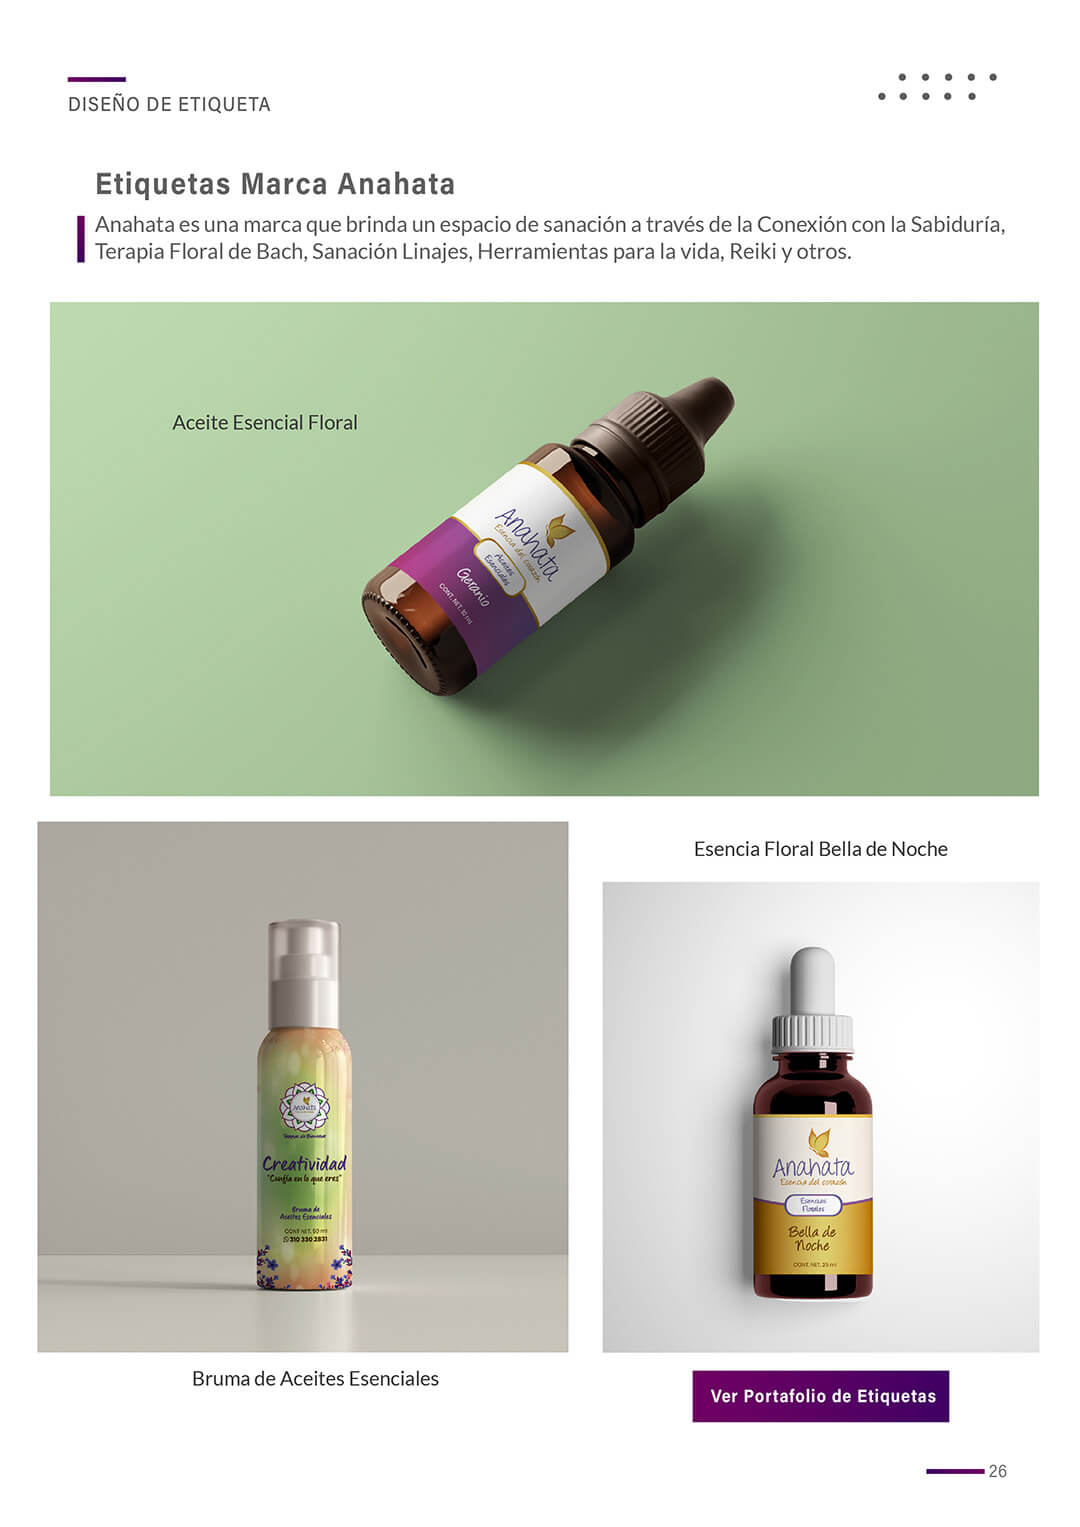 DISEÑO DE ETIQUETA
Etiquetas Marca Anahata
Anahata es una marca que brinda un espacio de sanación a través de la Conexión con la Sabiduría,
Terapia Floral de Bach, Sanación Linajes, Herramientas para la vida, Reiki y otros.
Aceite Esencial Floral
Anahata
Esencia del corazón
Aceites
Esenciales
Geranio
CONT. NET. 10 ml
Anahata
Creatividad
"Confía en lo que eres"
Bruma de
Aceites Esenciales
CONT NET. 50 ml
310 330 2831
Bruma de Aceites Esenciales
Esencia Floral Bella de Noche
Anahata
Esencia del corazón
Esencias
Florales
Bella de
Noche
CONT. NET. 25 ml
Ver Portafolio de Etiquetas
26